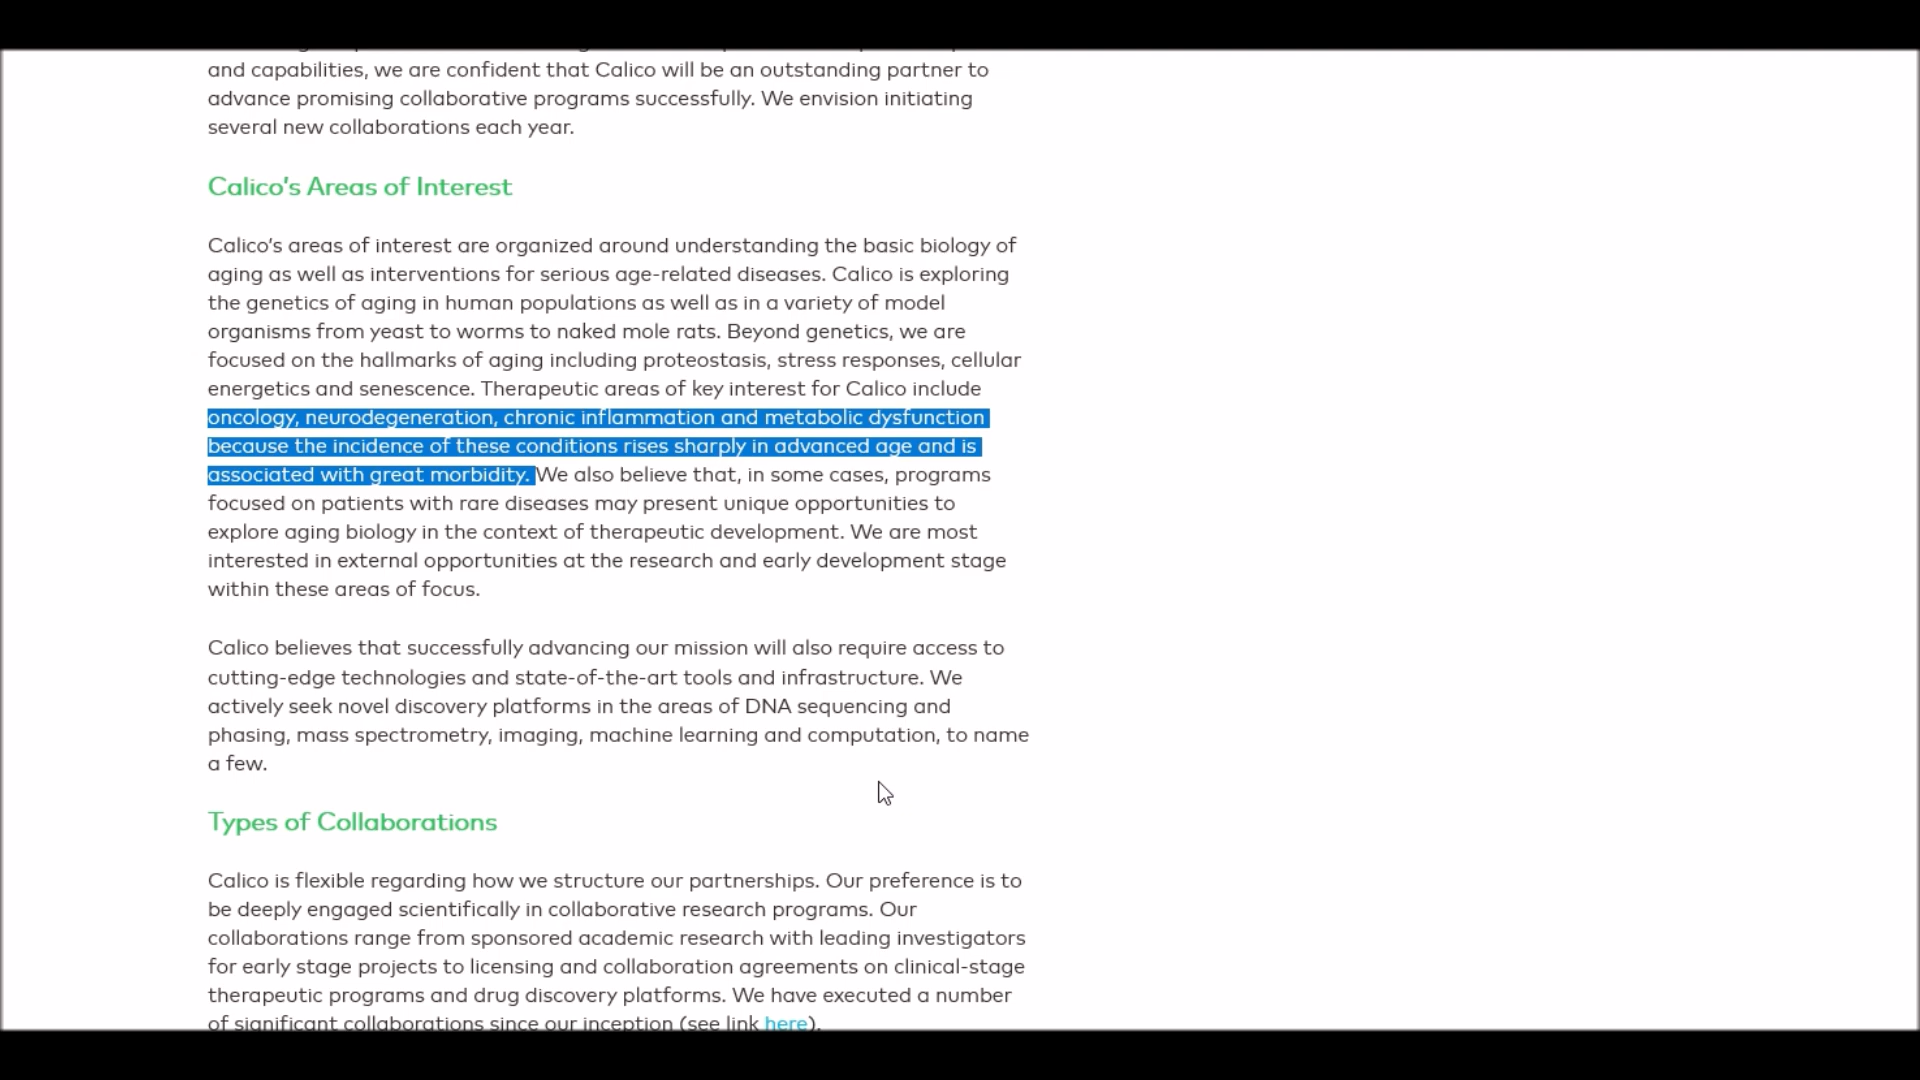 and capabilities, we are confident that Calico will be an outstanding partner to
advance promising collaborative programs successfully. We envision initiating
several new collaborations each year.
Calico's Areas of Interest
Calico's areas of interest are organized around understanding the basic biology of
aging as well as interventions for serious age-related diseases. Calico is exploring
the genetics of aging in human populations as well as in a variety of model
organisms from yeast to worms to naked mole rats. Beyond genetics, we are
focused on the hallmarks of aging including proteostasis, stress responses, cellular
energetics and senescence. Therapeutic areas of key interest for Calico include
oncology, neurodegeneration, chronic inflammation and metabolic dysfunction
because the incidence of these conditions rises sharply in advanced age and is
associated with great morbidity. We also believe that, in some cases, programs
focused on patients with rare diseases may present unique opportunities to
explore aging biology in the context of therapeutic development. We are most
interested in external opportunities at the research and early development stage
within these areas of focus.
Calico believes that successfully advancing our mission will also require access to
cutting-edge technologies and state-of-the-art tools and infrastructure. We
actively seek novel discovery platforms in the areas of DNA sequencing and
phasing, mass spectrometry, imaging, machine learning and computation, to name
a few.
Types of Collaborations
Calico is flexible regarding how we structure our partnerships. Our preference is to
be deeply engaged scientifically in collaborative research programs. Our
collaborations range from sponsored academic research with leading investigators
for early stage projects to licensing and collaboration agreements on clinical-stage
therapeutic programs and drug discovery platforms. We have executed a number
of significant collaborations since our inception (see link here).